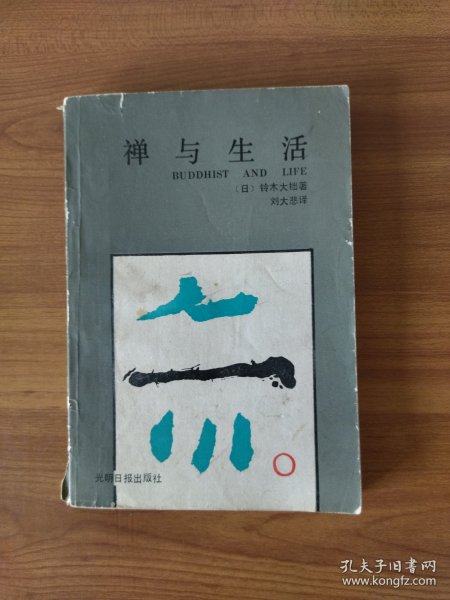 禅与生活
BUDDHIST AND LIFE
（日）铃木大拙著
刘大悲译
光明日报出版社
孔夫子旧书网
www.kongfz.com